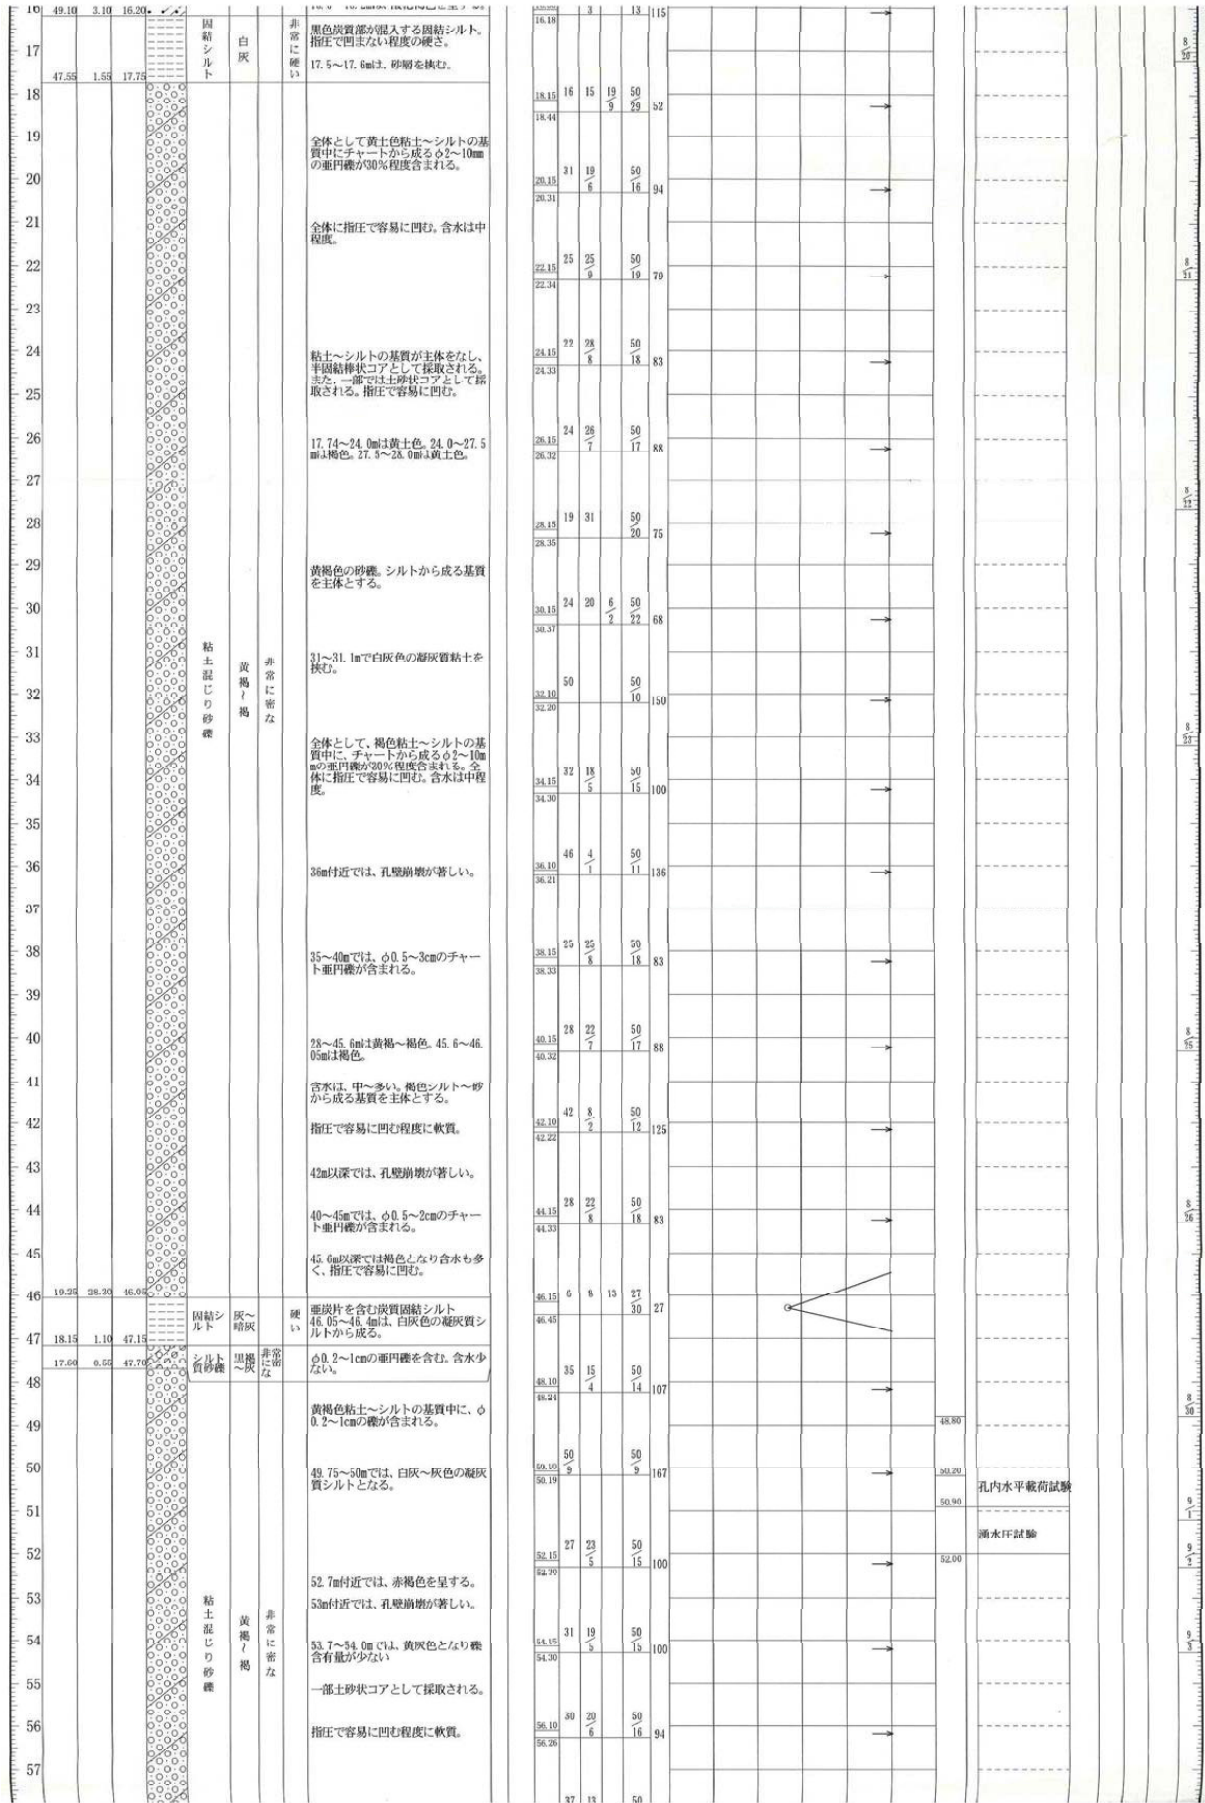 16 49.10 3.10 16.20
固結シルト
白灰
非常に硬い
黒色炭質部が混入する固結シルト。
指圧で凹まない程度の硬さ。
17.5～17.6mは、砂層を挟む。
3 13 115
16.18
8/20
17
47.55 1.55 17.75
18
18.15 16 15 19/9 50/29 52
18.44
19
全体として黄土色粘土～シルトの基
質中にチャートから成るφ2～10mm
の亜円礫が30％程度含まれる。
20
20.15 31 19/6 50/16 94
20.31
21
全体に指圧で容易に凹む。含水は中
程度。
22
22.15 25 25/9 50/19 79
22.34
8/21
23
24
粘土～シルトの基質が主体をなし、
半固結棒状コアとして採取される。
また、一部では土砂状コアとして採
取される。指圧で容易に凹む。
24.15 22 28/8 50/18 83
24.33
25
26
17.74～24.0mは黄土色。24.0～27.5
mは褐色。27.5～28.0mは黄土色。
26.15 24 26/7 50/17 88
26.32
27
8/22
28
28.15 19 31 50/20 75
28.35
29
黄褐色の砂礫。シルトから成る基質
を主体とする。
30
30.15 24 20 6/2 50/22 68
30.37
31
粘土混じり砂礫
黄褐～褐
非常に密な
31～31.1mで白灰色の凝灰質粘土を
挟む。
32
32.10 50 50/10 150
32.20
33
8/23
全体として、褐色粘土～シルトの基
質中に、チャートから成るφ2～10m
mの亜円礫が30％程度含まれる。全
体に指圧で容易に凹む。含水は中程
度。
34
34.15 32 18/5 50/15 100
34.30
35
36
36m付近では、孔壁崩壊が著しい。
36.10 46 4/1 50/11 136
36.21
37
38
35～40mでは、φ0.5～3cmのチャー
ト亜円礫が含まれる。
38.15 25 25/8 50/18 83
38.33
39
40
28～45.6mは黄褐～褐色。45.6～46.
05mは褐色。
40.15 28 22/7 50/17 88
40.32
8/25
41
含水は、中～多い。褐色シルト～砂
から成る基質を主体とする。
42
指圧で容易に凹む程度に軟質。
42.10 42 8/2 50/12 125
42.22
43
42m以深では、孔壁崩壊が著しい。
44
40～45mでは、φ0.5～2cmのチャー
ト亜円礫が含まれる。
44.15 28 22/8 50/18 83
44.33
8/26
45
45.6m以深では褐色となり含水も多
く、指圧で容易に凹む。
46 19.25 28.30 46.05
固結シルト
灰～暗灰
硬い
亜炭片を含む炭質固結シルト
46.05～46.4mは、白灰色の凝灰質シ
ルトから成る。
46.15 6 8 13 27/30 27
46.45
47 18.15 1.10 47.15
シルト質砂礫
黒褐～灰
非常に密な
φ0.2～1cmの亜円礫を含む。含水少
ない。
17.60 0.55 47.70
48
48.10 35 15/4 50/14 107
48.24
8/30
黄褐色粘土～シルトの基質中に、φ
0.2～1cmの礫が含まれる。
48.80
49
50
49.75～50mでは、白灰～灰色の凝灰
質シルトとなる。
50.10 50/9 50/9 167
50.19
50.20
孔内水平載荷試験
50.90
51
9/1
湧水圧試験
52
52.15 27 23/5 50/15 100
52.00
9/2
52.7m付近では、赤褐色を呈する。
53
53m付近では、孔壁崩壊が著しい。
粘土混じり砂礫
黄褐～褐
非常に密な
54
53.7～54.0mでは、黄灰色となり礫
含有量が少ない
54.15 31 19/5 50/15 100
54.30
9/3
55
一部土砂状コアとして採取される。
56
指圧で容易に凹む程度に軟質。
56.10 30 20/6 50/16 94
56.26
57
37 13 50